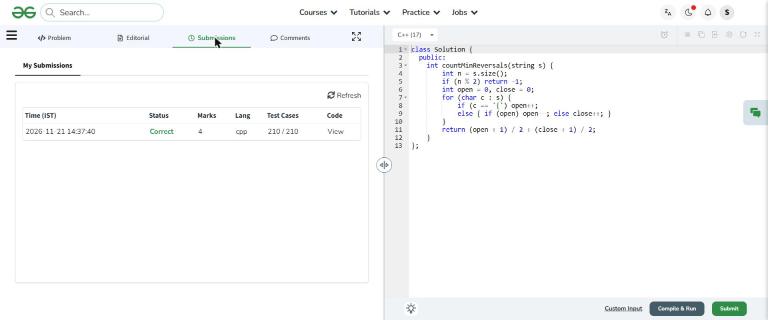 Search...
Courses
Tutorials
Practice
Jobs
S
</> Problem
Editorial
Submissions
Comments
C++ (17)
My Submissions
Refresh
Time (IST) Status Marks Lang Test Cases Code
2026-11-21 14:37:40 Correct 4 cpp 210 / 210 View
1 class Solution {
2 public:
3 int countMinReversals(string s) {
4 int n = s.size();
5 if (n % 2) return -1;
6 int open = 0, close = 0;
7 for (char c : s) {
8 if (c == '{') open++;
9 else { if (open) open--; else close++; }
10 }
11 return (open + 1) / 2 + (close + 1) / 2;
12 }
13 };
Custom Input
Compile & Run
Submit